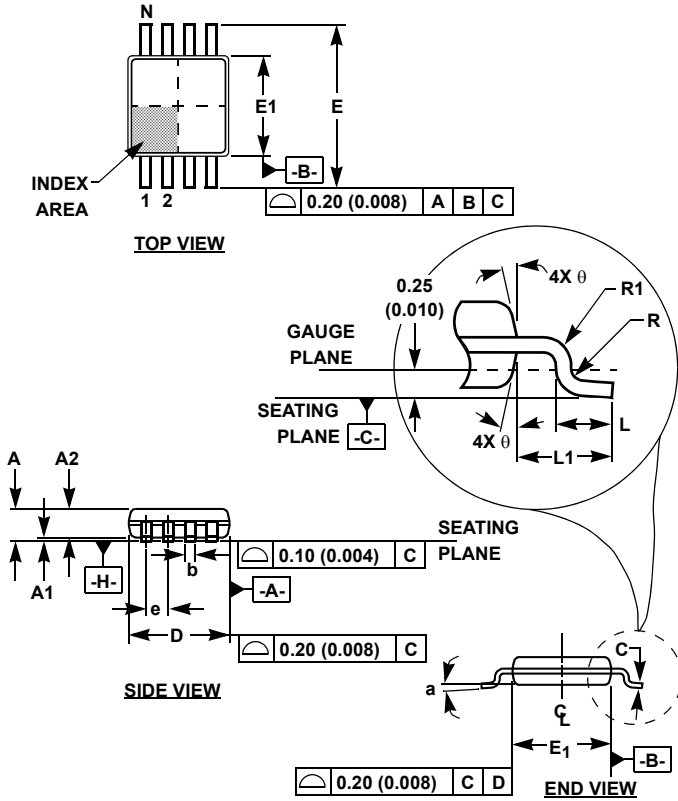 N
E1
E
-B-
INDEX
AREA
1 2
0.20 (0.008) A B C
TOP VIEW
0.25
(0.010)
4X θ
R1
R
GAUGE
PLANE
SEATING
PLANE
-C-
4X θ
L
L1
A A2
SEATING
PLANE
0.10 (0.004) C
A1
-H-
b
-A-
e
D
0.20 (0.008) C
SIDE VIEW
C
a
CL
E1
-B-
0.20 (0.008) C D
END VIEW